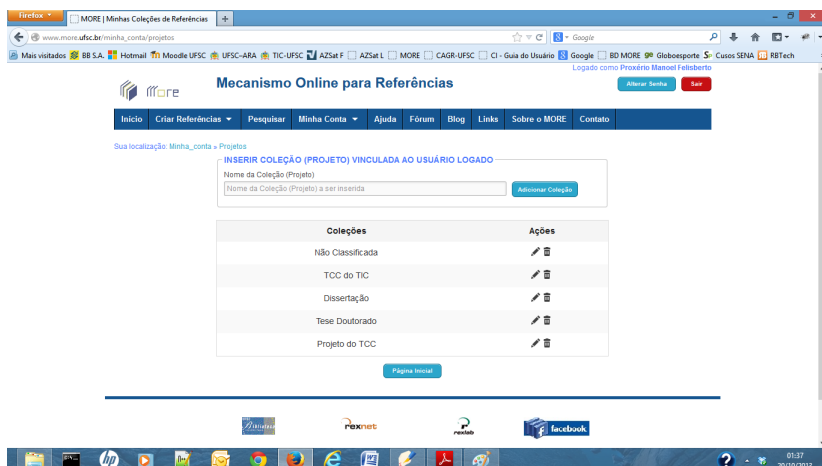 Firefox
MORE | Minhas Coleções de Referências
www.more.ufsc.br/minha_conta/projetos
Google
Mais visitados BB S.A. Hotmail Moodle UFSC UFSC-ARA TIC-UFSC AZSat F AZSat L MORE CAGR-UFSC CI - Guia do Usuário Google BD MORE Globoesporte Cusos SENA RBTech
Logado como Proxério Manoel Felisberto
More
Mecanismo Online para Referências
Alterar Senha Sair
Início Criar Referências Pesquisar Minha Conta Ajuda Fórum Blog Links Sobre o MORE Contato
Sua localização: Minha_conta » Projetos
INSERIR COLEÇÃO (PROJETO) VINCULADA AO USUÁRIO LOGADO
Nome da Coleção (Projeto)
Nome da Coleção (Projeto) a ser inserida Adicionar Coleção
Coleções Ações
Não Classificada
TCC do TIC
Dissertação
Tese Doutorado
Projeto do TCC
Página Inicial
rexnet rexlab facebook
01:37
20/10/2013